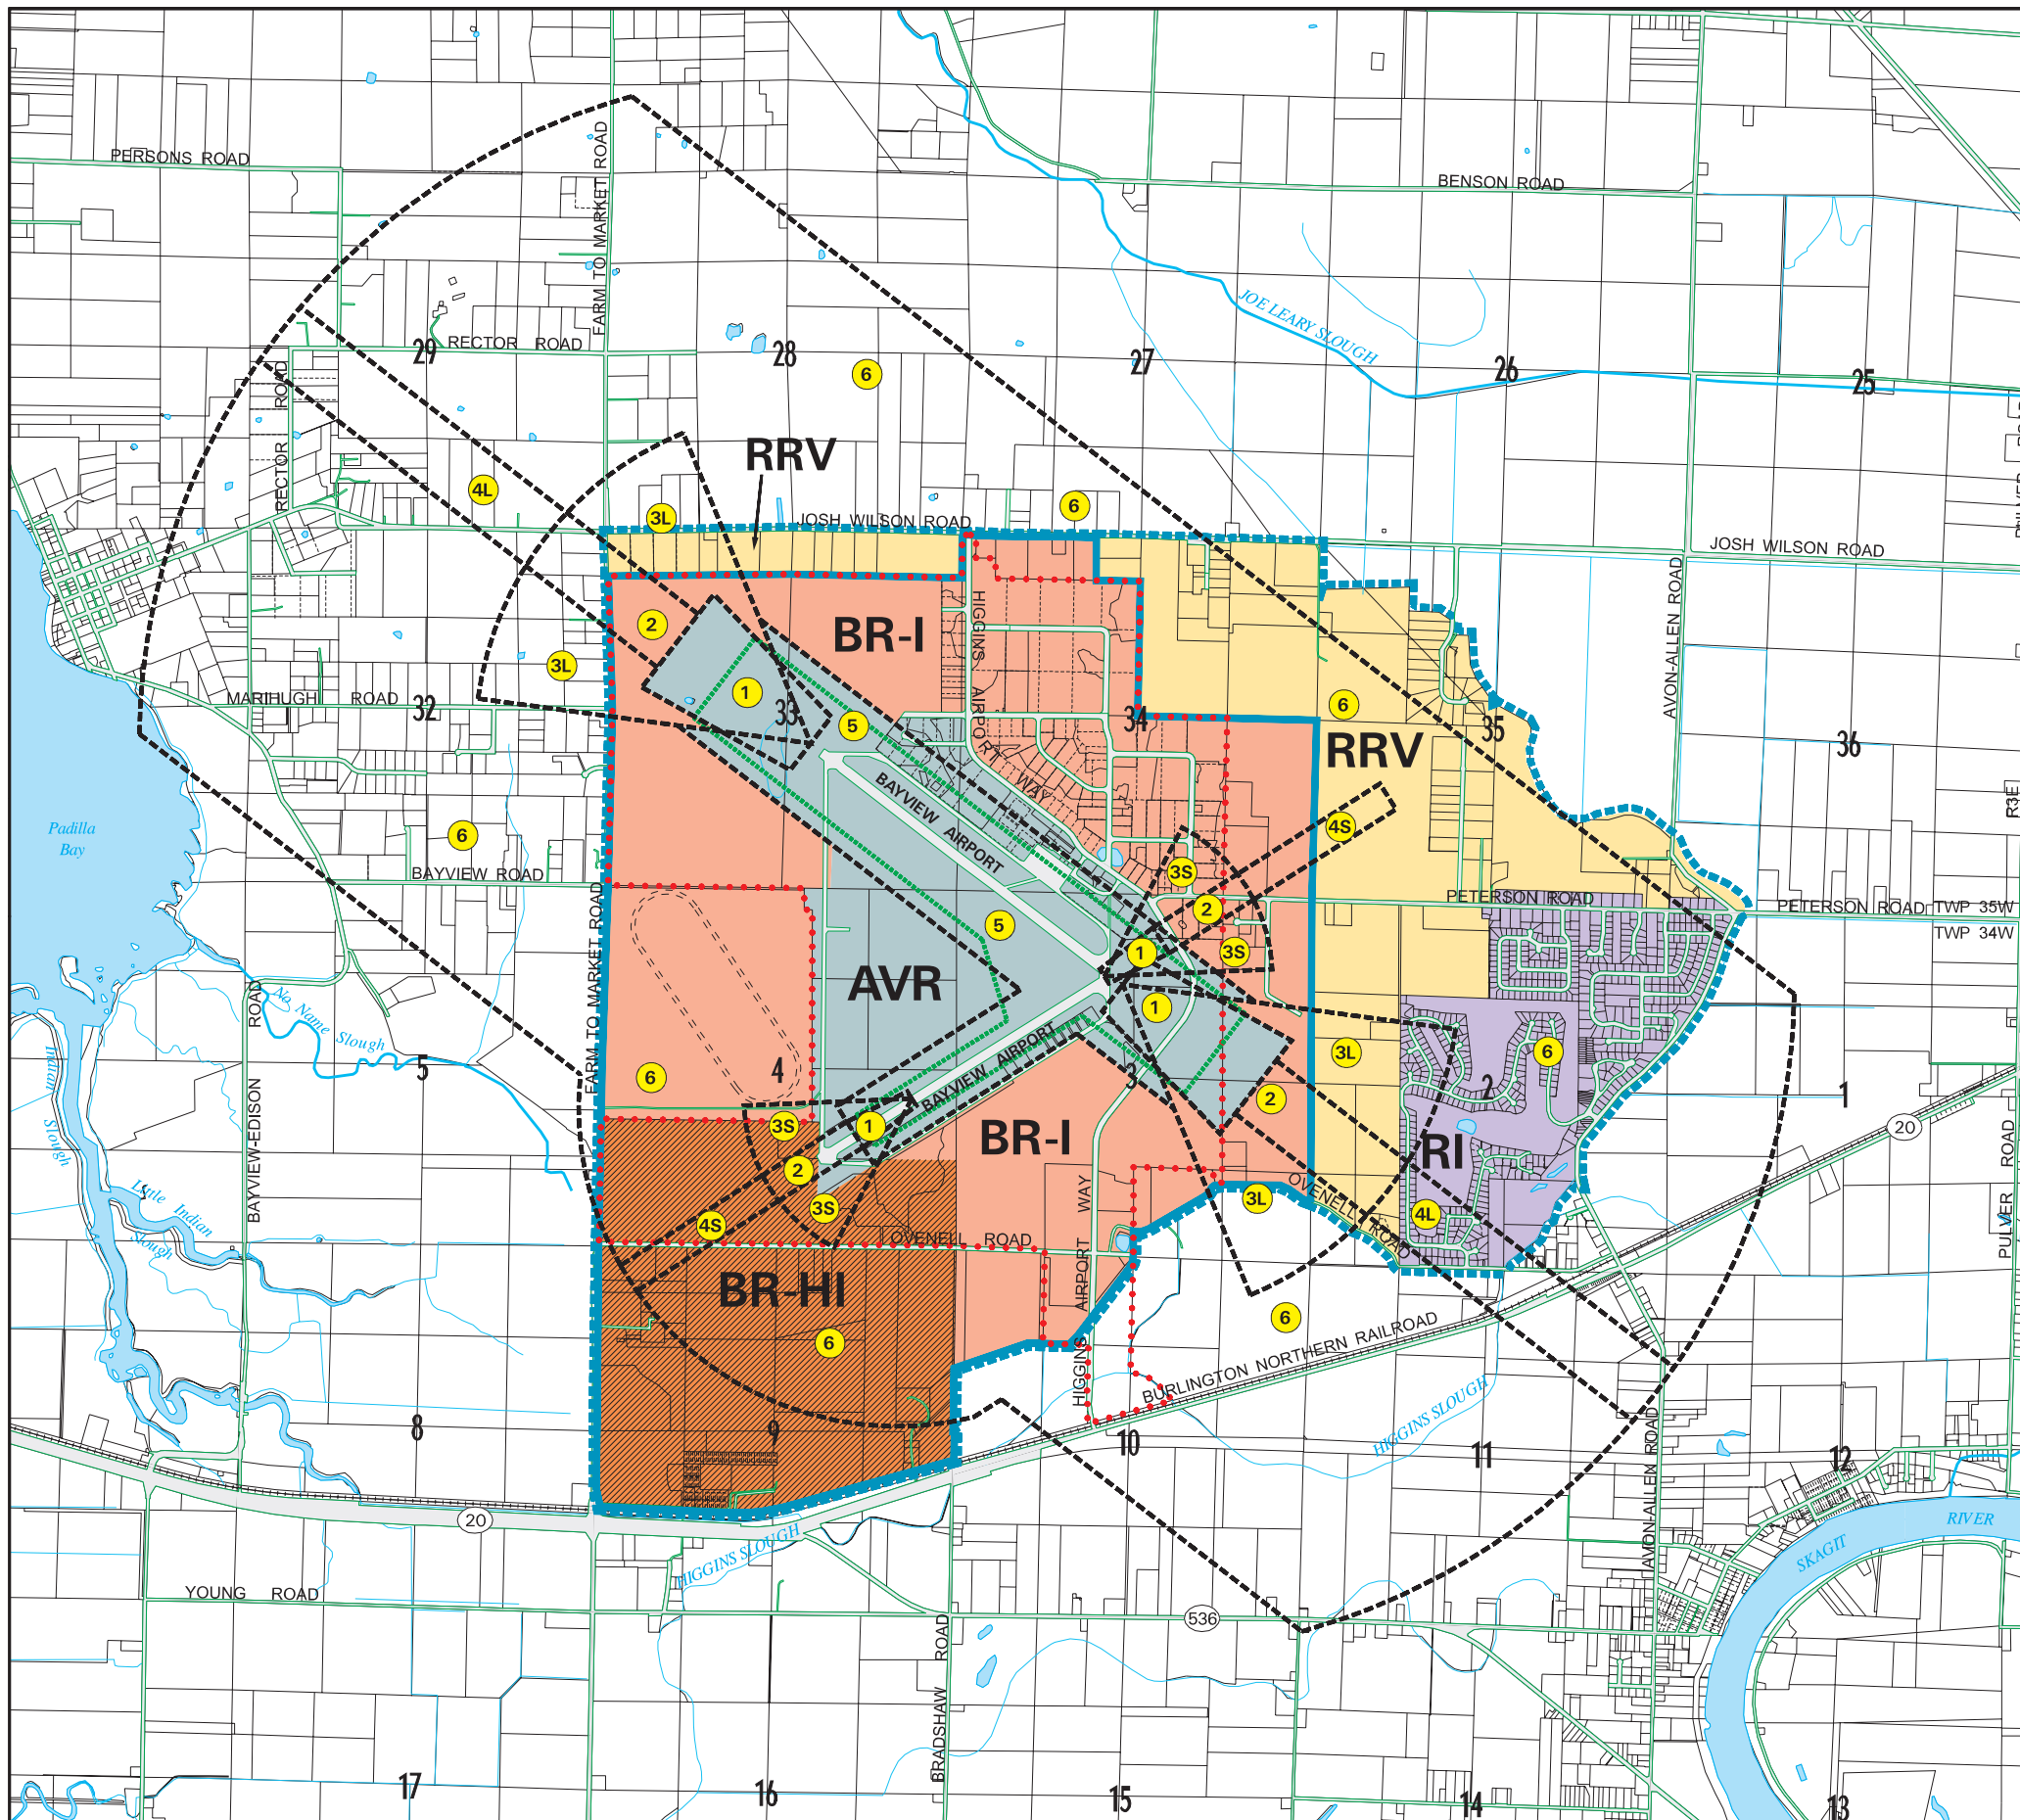 PERSONS ROAD
FARM TO MARKET ROAD
BENSON ROAD
JOE LEARY SLOUGH
29
RECTOR ROAD
28
6
27
26
25
RECTOR ROAD
RRV
4L
3L
JOSH WILSON ROAD
6
JOSH WILSON ROAD
AVON-ALLEN ROAD
2
BR-I
HIGGINS AIRPORT WAY
3L
MARIHUGH ROAD
32
1
33
5
34
6
35
36
RRV
R3E
BAYVIEW AIRPORT
4S
Padilla
Bay
6
BAYVIEW ROAD
3S
PETERSON ROAD
PETERSON ROAD
TWP 35W
TWP 34W
2
5
1
3S
AVR
FARM TO MARKET ROAD
BAYVIEW-EDISON ROAD
No Name Slough
1
3L
6
Indian Slough
5
6
4
BAYVIEW AIRPORT
3
2
2
1
20
3S
1
BR-I
RI
PULVER ROAD
2
Little Indian Slough
3S
4S
3L
4L
OVENELL ROAD
OVENELL ROAD
BR-HI
HIGGINS AIRPORT WAY
6
6
BURLINGTON NORTHERN RAILROAD
HIGGINS SLOUGH
8
9
10
11
12
AVON-ALLEN ROAD
20
HIGGINS SLOUGH
SKAGIT RIVER
YOUNG ROAD
536
BRADSHAW ROAD
17
16
15
14
13